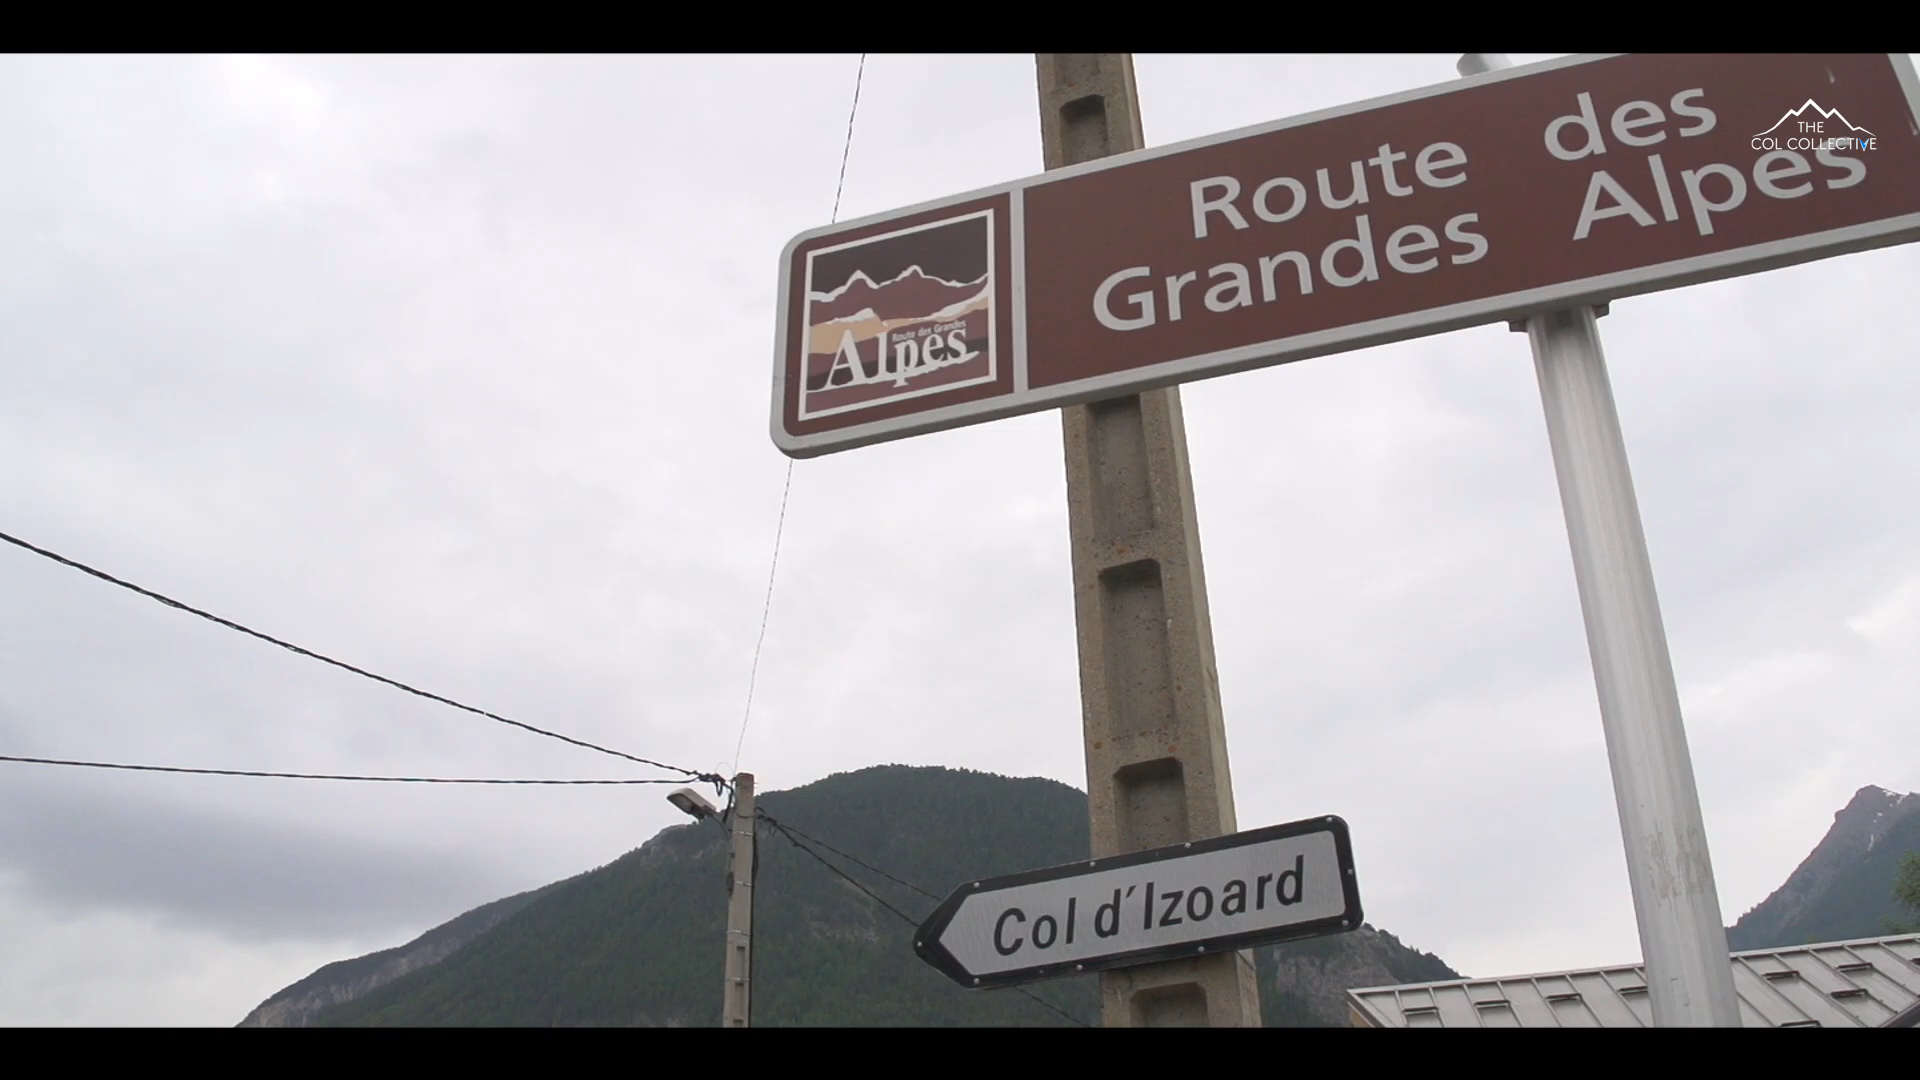 Route des
Grandes Alpes
Route des Grandes
Alpes
THE
COL COLLECTIVE
Col d'Izoard